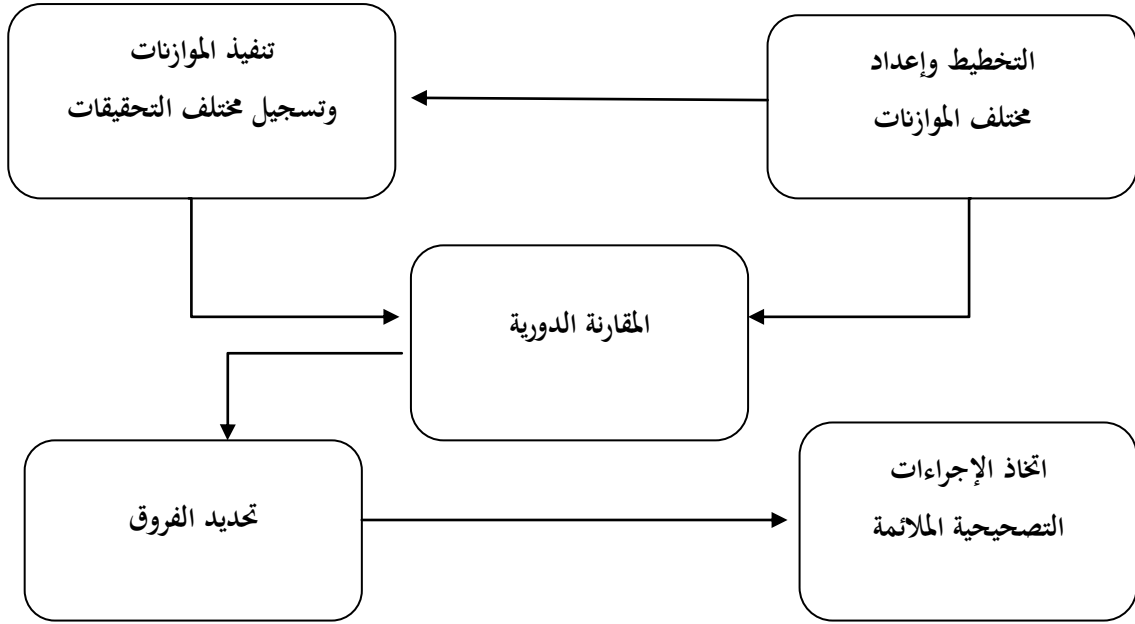 التخطيط وإعداد
مختلف الموازنات
تنفيذ الموازنات
وتسجيل مختلف التحقيقات
المقارنة الدورية
تحديد الفروق
اتخاذ الإجراءات
التصحيحية الملائمة